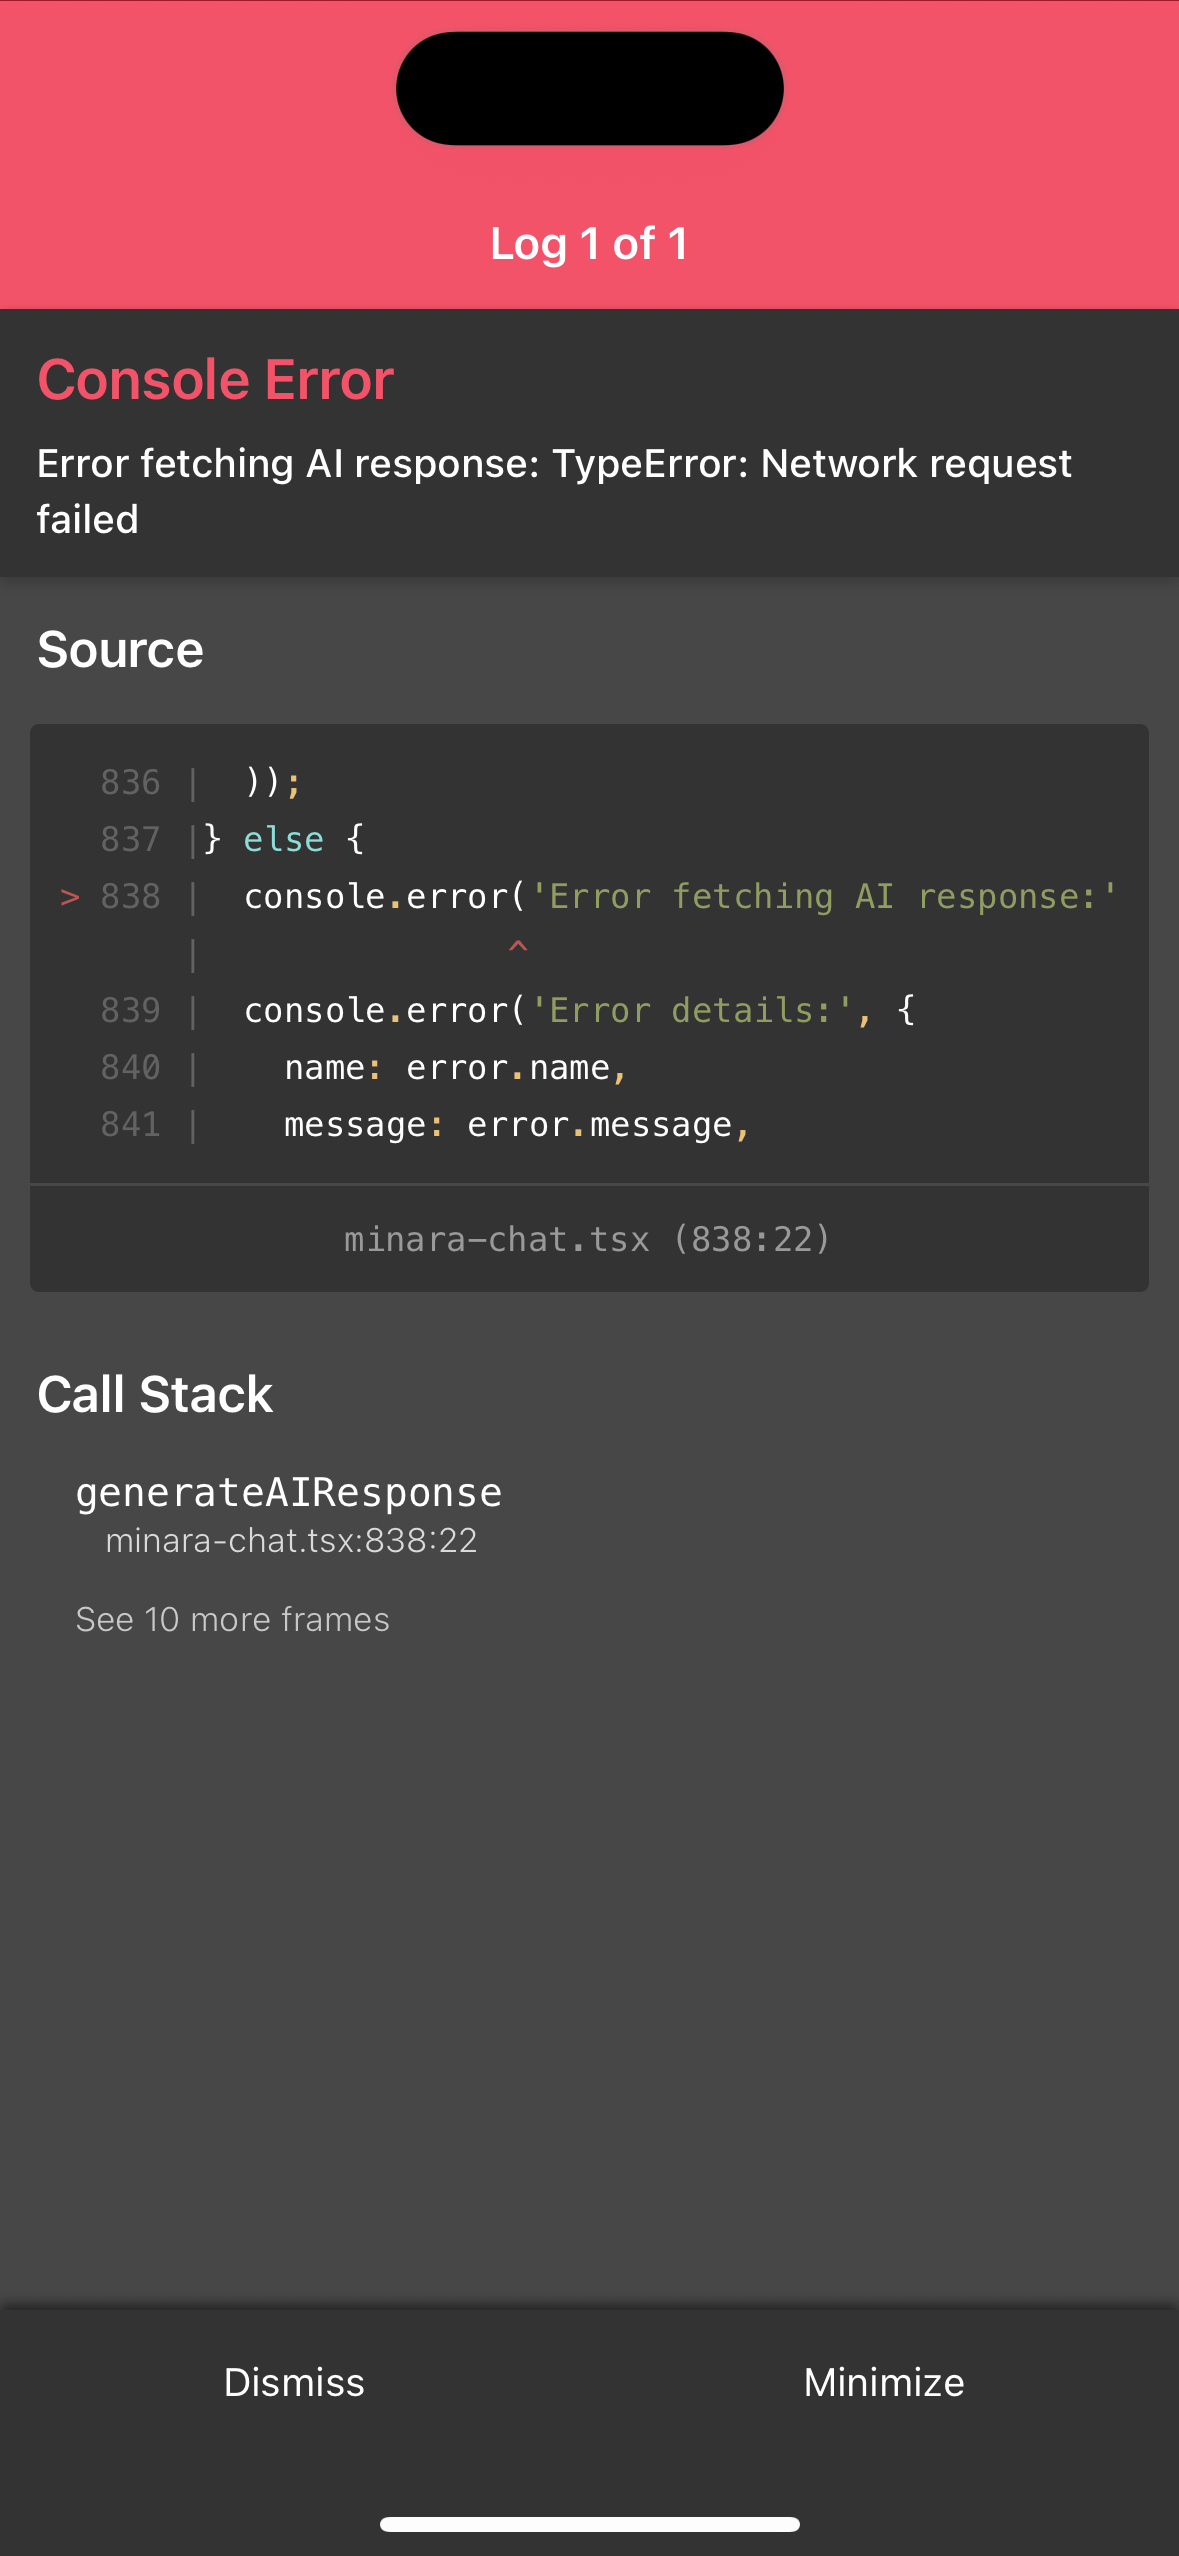 Log 1 of 1
Console Error
Error fetching AI response: TypeError: Network request
failed
Source
836 |   ));
837 |} else {
> 838 |   console.error('Error fetching AI response:'
|                ^
839 |   console.error('Error details:', {
840 |     name: error.name,
841 |     message: error.message,
minara-chat.tsx (838:22)
Call Stack
generateAIResponse
minara-chat.tsx:838:22
See 10 more frames
Dismiss
Minimize